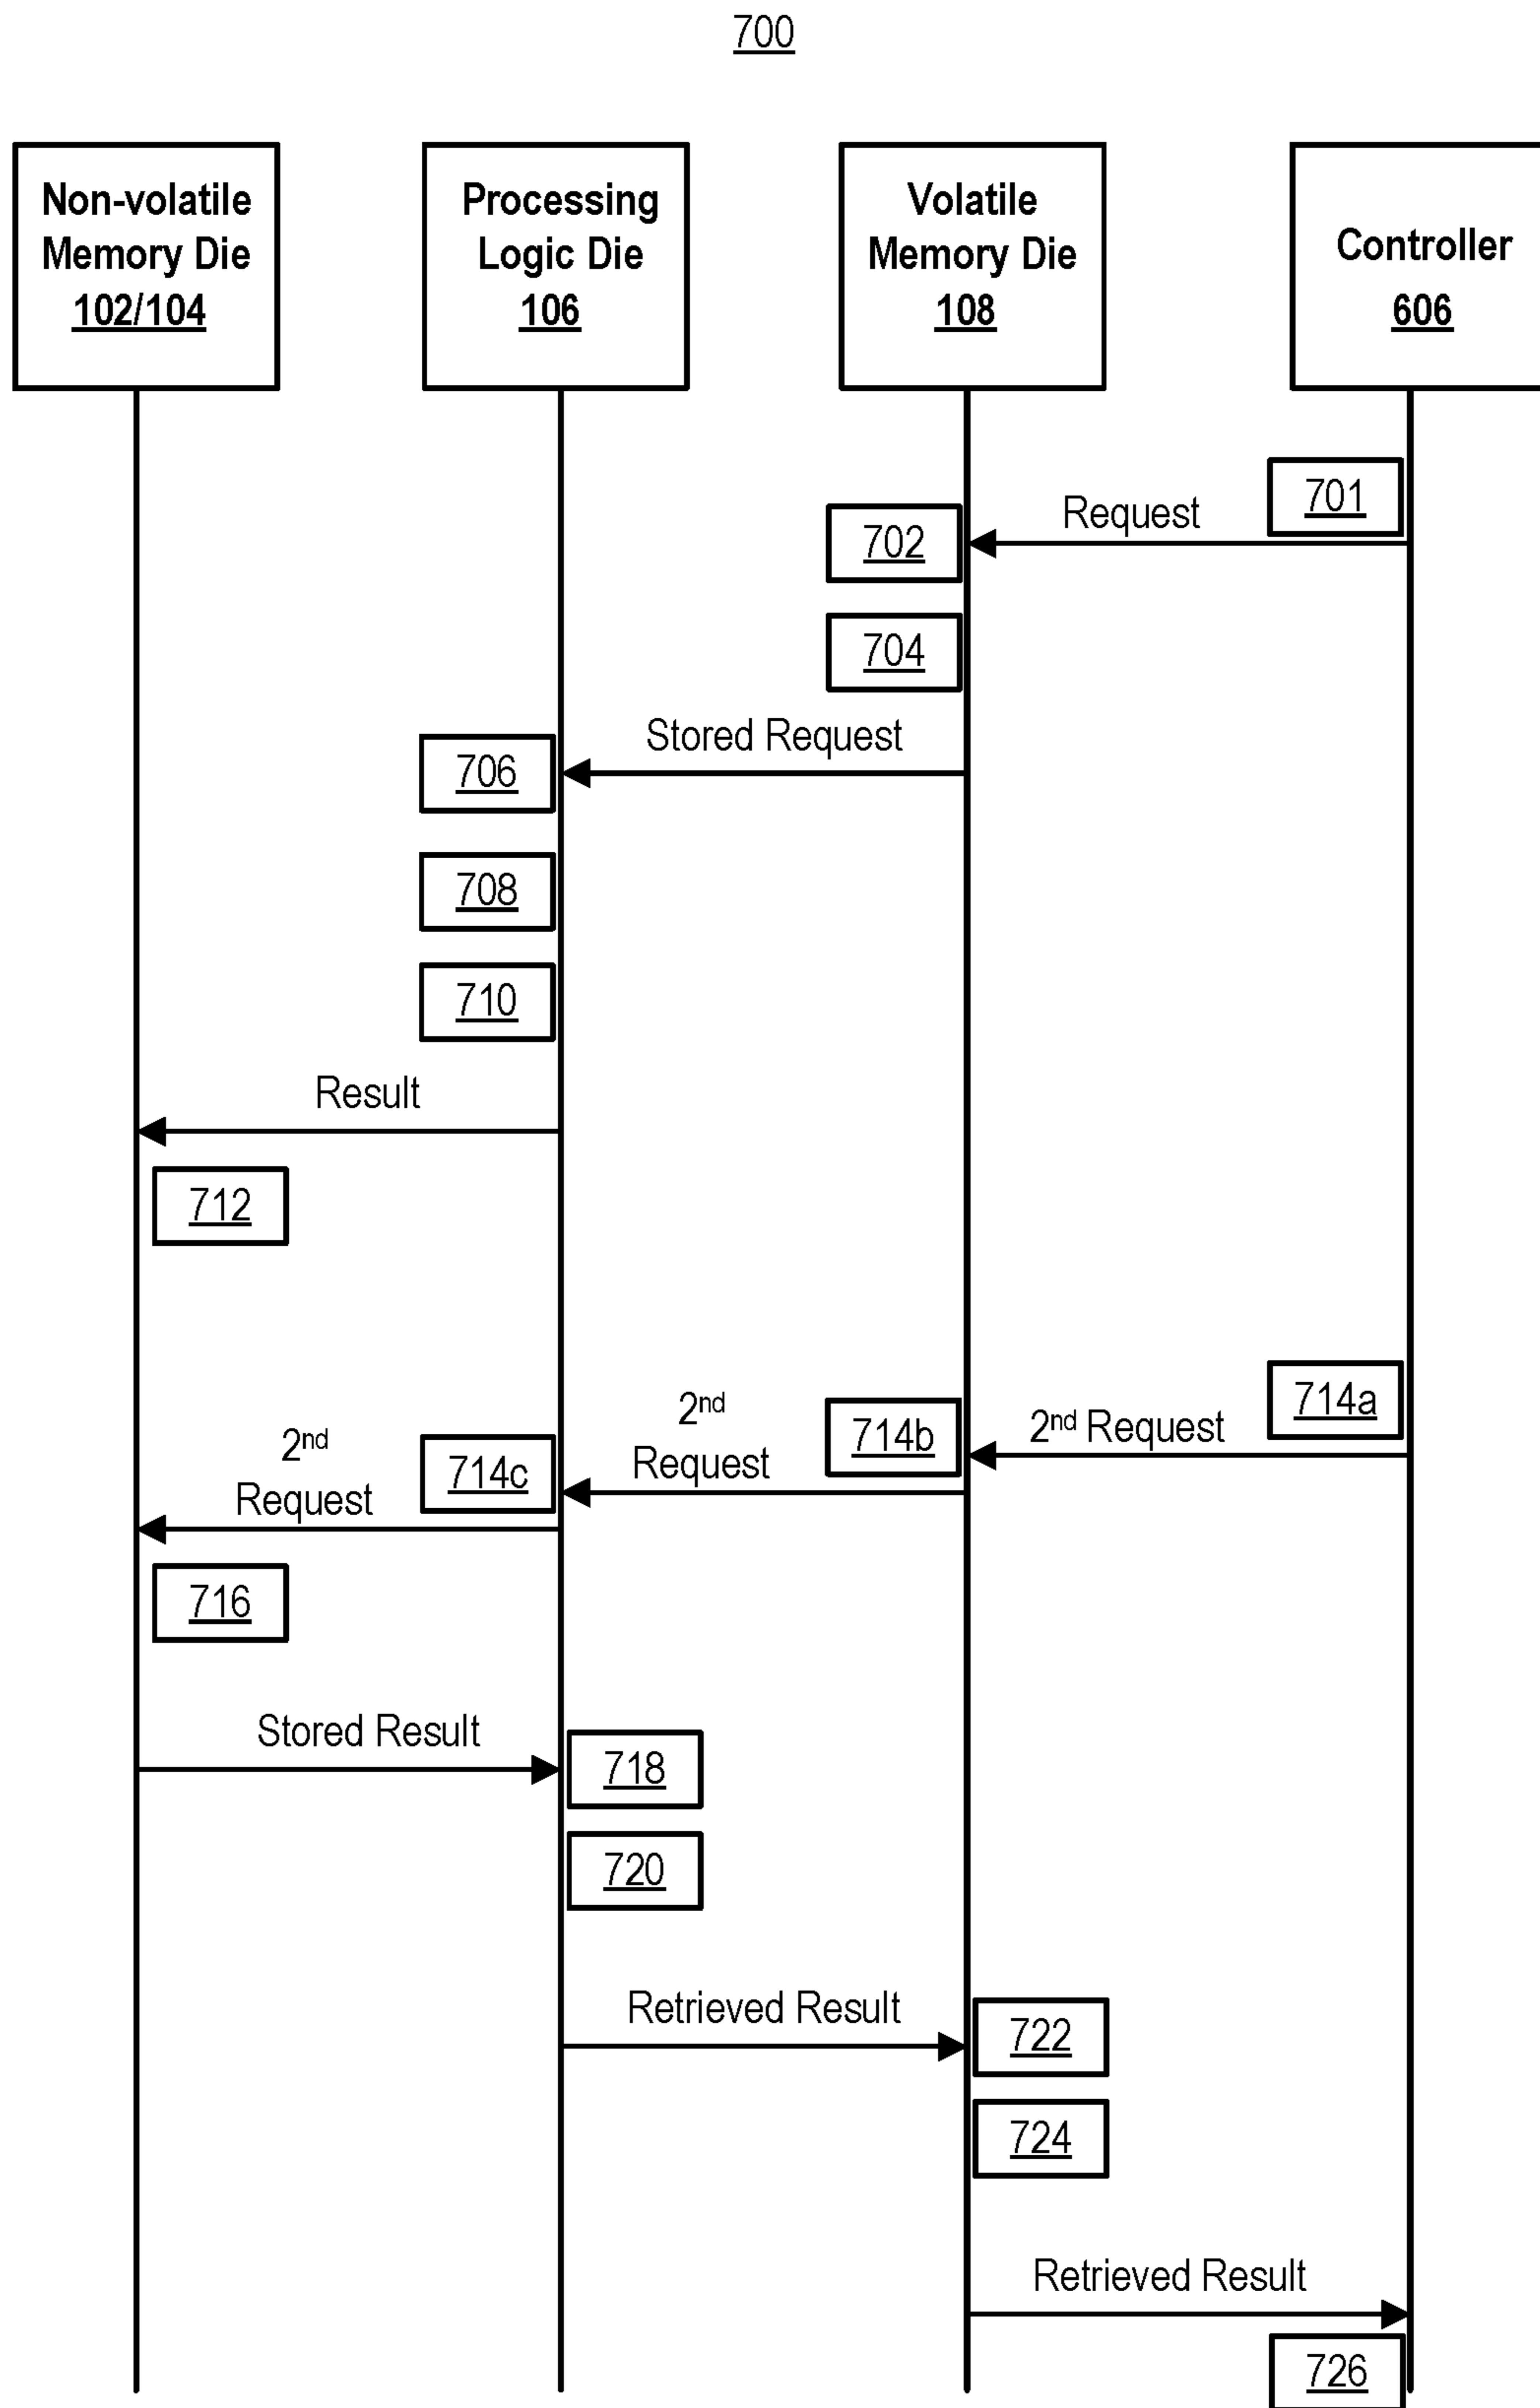 700
Non-volatile
Memory Die
102/104
Processing
Logic Die
106
Volatile
Memory Die
108
Controller
606
701
Request
702
704
Stored Request
706
708
710
Result
712
714a
2nd Request
714b
2nd
Request
714c
2nd
Request
716
Stored Result
718
720
Retrieved Result
722
724
Retrieved Result
726